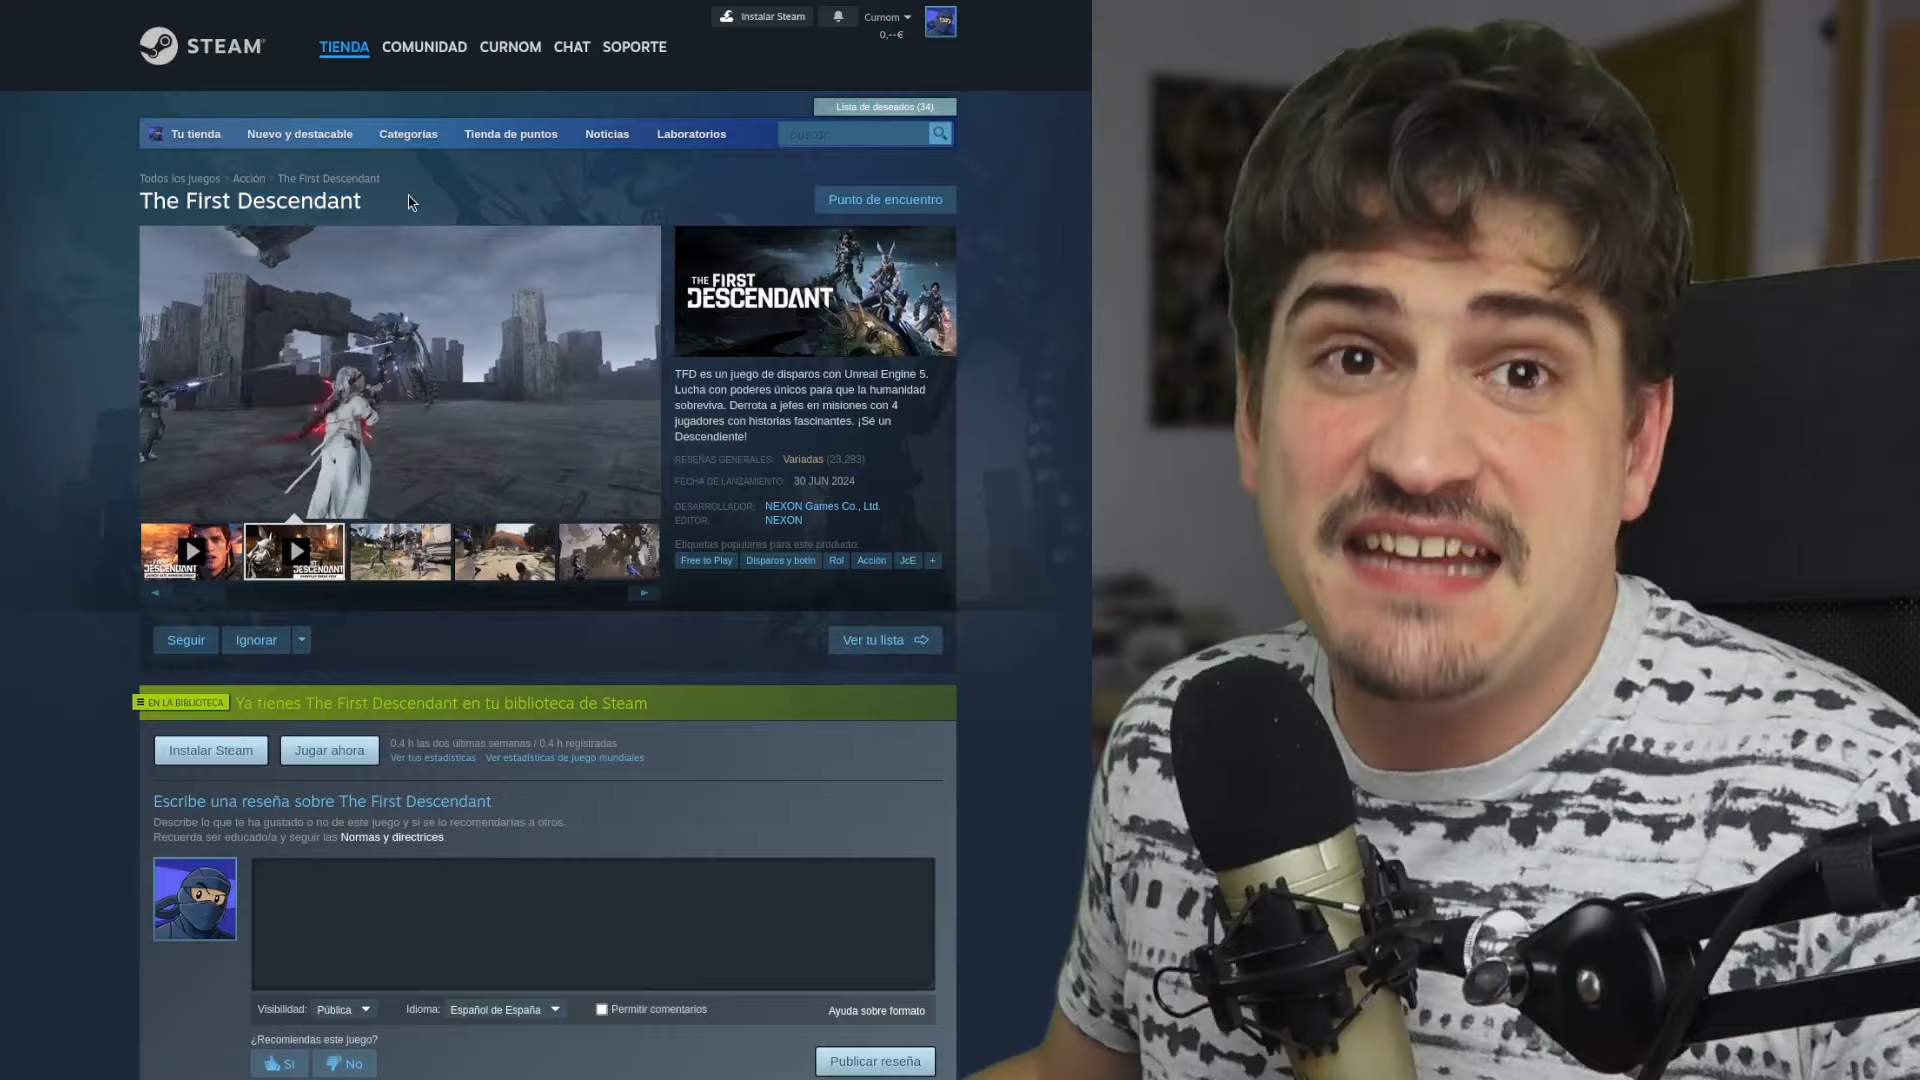 Instalar Steam
Curnom
0,--€
STEAM
TIENDA COMUNIDAD CURNOM CHAT SOPORTE
Lista de deseados (34)
Tu tienda Nuevo y destacable Categorías Tienda de puntos Noticias Laboratorios
buscar
Todos los juegos > Acción > The First Descendant
The First Descendant
Punto de encuentro
THE FIRST
DESCENDANT
TFD es un juego de disparos con Unreal Engine 5.
Lucha con poderes únicos para que la humanidad
sobreviva. Derrota a jefes en misiones con 4
jugadores con historias fascinantes. ¡Sé un
Descendiente!
RESEÑAS GENERALES: Variadas (23,283)
FECHA DE LANZAMIENTO: 30 JUN 2024
DESARROLLADOR: NEXON Games Co., Ltd.
EDITOR: NEXON
Etiquetas populares para este producto:
Free to Play Disparos y botín Rol Acción JcE +
Seguir Ignorar
Ver tu lista
EN LA BIBLIOTECA Ya tienes The First Descendant en tu biblioteca de Steam
Instalar Steam Jugar ahora
0.4 h las dos últimas semanas / 0.4 h registradas
Ver tus estadísticas Ver estadísticas de juego mundiales
Escribe una reseña sobre The First Descendant
Describe lo que te ha gustado o no de este juego y si se lo recomendarías a otros.
Recuerda ser educado/a y seguir las Normas y directrices.
Visibilidad: Pública Idioma: Español de España Permitir comentarios Ayuda sobre formato
¿Recomiendas este juego?
Sí No
Publicar reseña